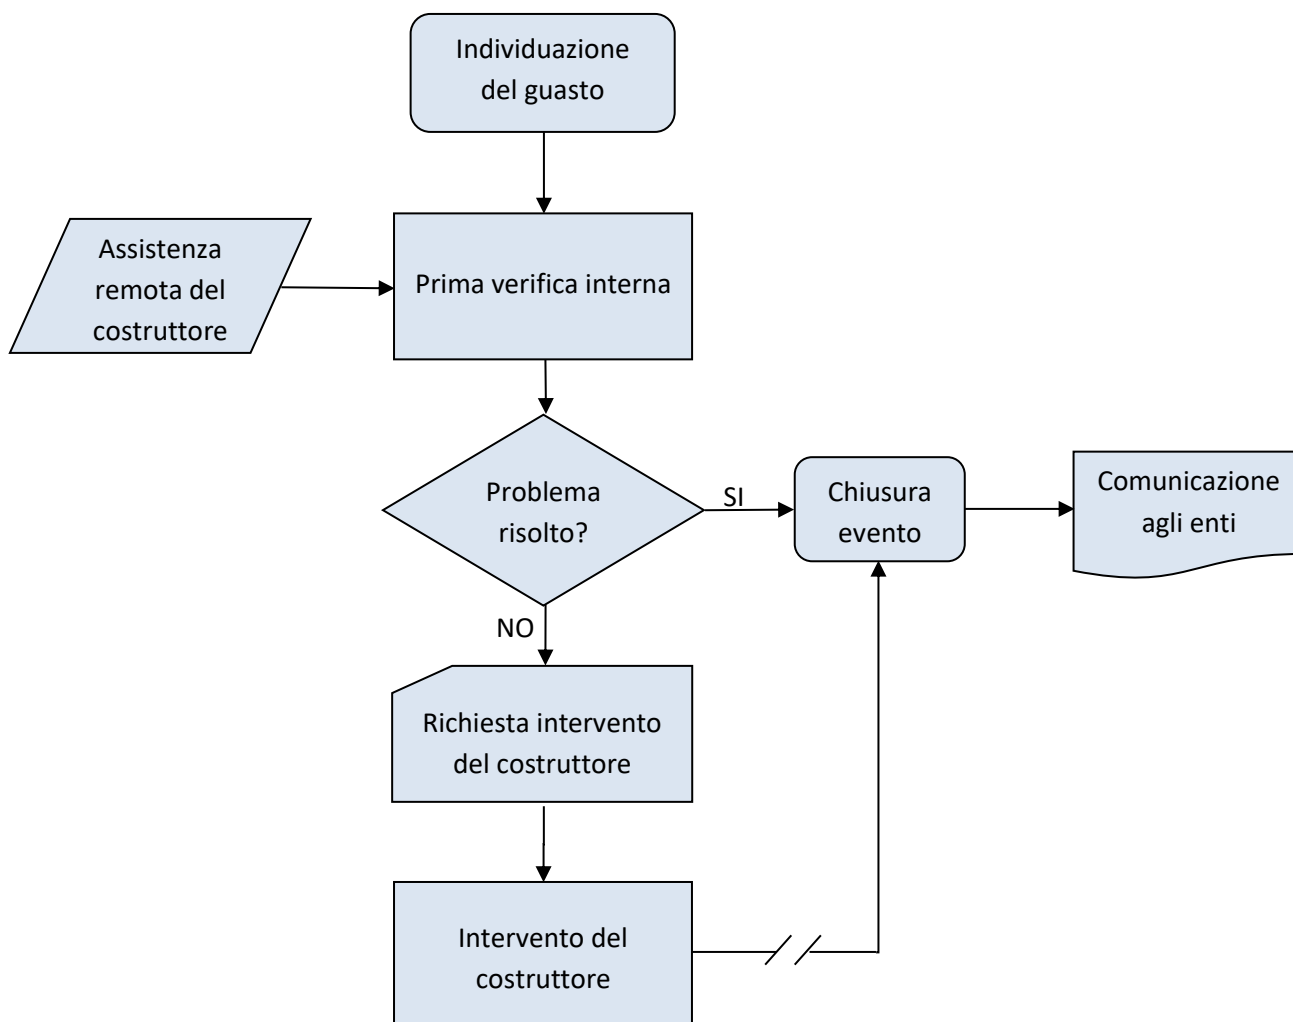 Individuazione
del guasto
Assistenza
remota del
costruttore
Prima verifica interna
Problema
risolto?
SI
Chiusura
evento
Comunicazione
agli enti
NO
Richiesta intervento
del costruttore
Intervento del
costruttore